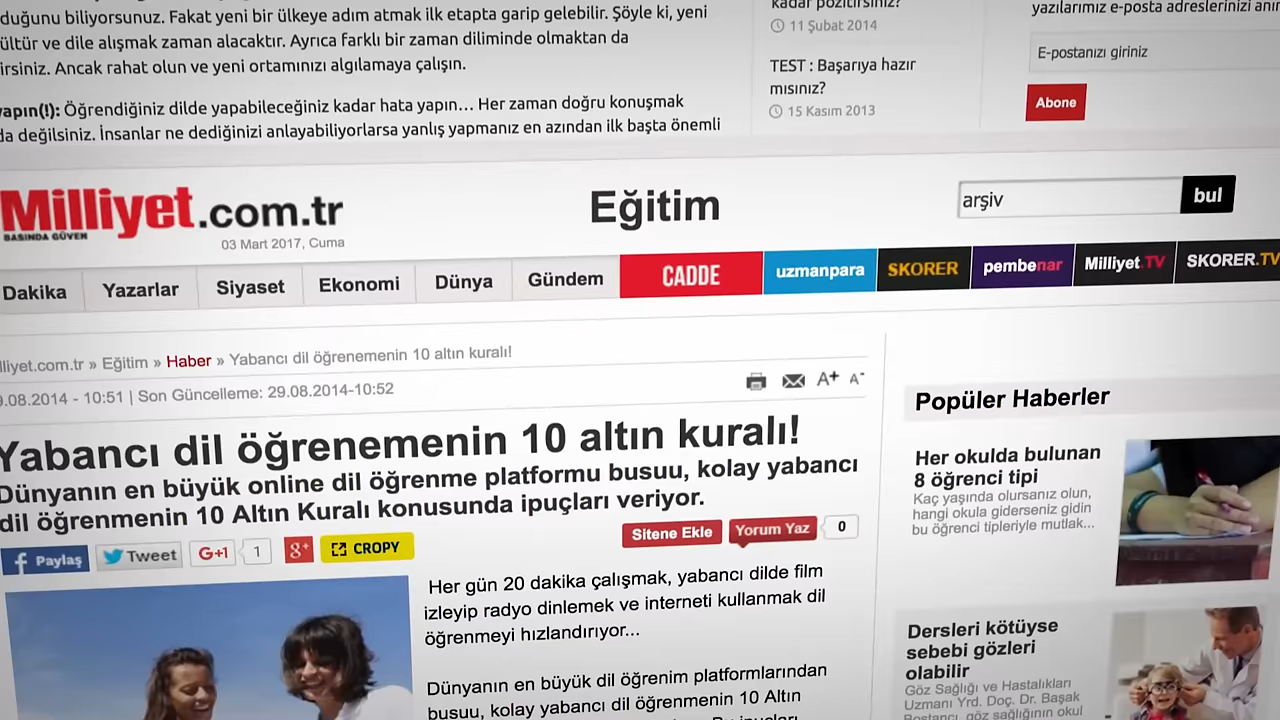 duğunu biliyorsunuz. Fakat yeni bir ülkeye adım atmak ilk etapta garip gelebilir. Şöyle ki, yeni
ültür ve dile alışmak zaman alacaktır. Ayrıca farklı bir zaman diliminde olmaktan da
irsiniz. Ancak rahat olun ve yeni ortamınızı algılamaya çalışın.
yapın(!): Öğrendiğiniz dilde yapabileceğiniz kadar hata yapın… Her zaman doğru konuşmak
da değilsiniz. İnsanlar ne dediğinizi anlayabiliyorlarsa yanlış yapmanız en azından ilk başta önemli
kadar pozitifsiniz?
11 Şubat 2014
TEST : Başarıya hazır
mısınız?
15 Kasım 2013
yazılarımız e-posta adreslerinizi
E-postanızı giriniz
Abone
Milliyet.com.tr
BASINDA GÜVEN
03 Mart 2017, Cuma
Eğitim
arşiv
bul
Dakika Yazarlar Siyaset Ekonomi Dünya Gündem CADDE uzmanpara SKORER pembenar Milliyet.TV SKORER.TV
lliyet.com.tr » Eğitim » Haber » Yabancı dil öğrenemenin 10 altın kuralı!
9.08.2014 - 10:51 | Son Güncelleme: 29.08.2014-10:52
A+ A-
Yabancı dil öğrenemenin 10 altın kuralı!
Dünyanın en büyük online dil öğrenme platformu busuu, kolay yabancı
dil öğrenmenin 10 Altın Kuralı konusunda ipuçları veriyor.
Sitene Ekle Yorum Yaz 0
f Paylaş Tweet G+1 1 g+ CROPY
Her gün 20 dakika çalışmak, yabancı dilde film
izleyip radyo dinlemek ve interneti kullanmak dil
öğrenmeyi hızlandırıyor...
Dünyanın en büyük dil öğrenim platformlarından
busuu, kolay yabancı dil öğrenmenin 10 Altın
Popüler Haberler
Her okulda bulunan
8 öğrenci tipi
Kaç yaşında olursanız olun,
hangi okula giderseniz gidin
bu öğrenci tipleriyle mutlak...
Dersleri kötüyse
sebebi gözleri
olabilir
Göz Sağlığı ve Hastalıkları
Uzmanı Yrd. Doç. Dr. Başak
Bostancı, göz sağlığının okul